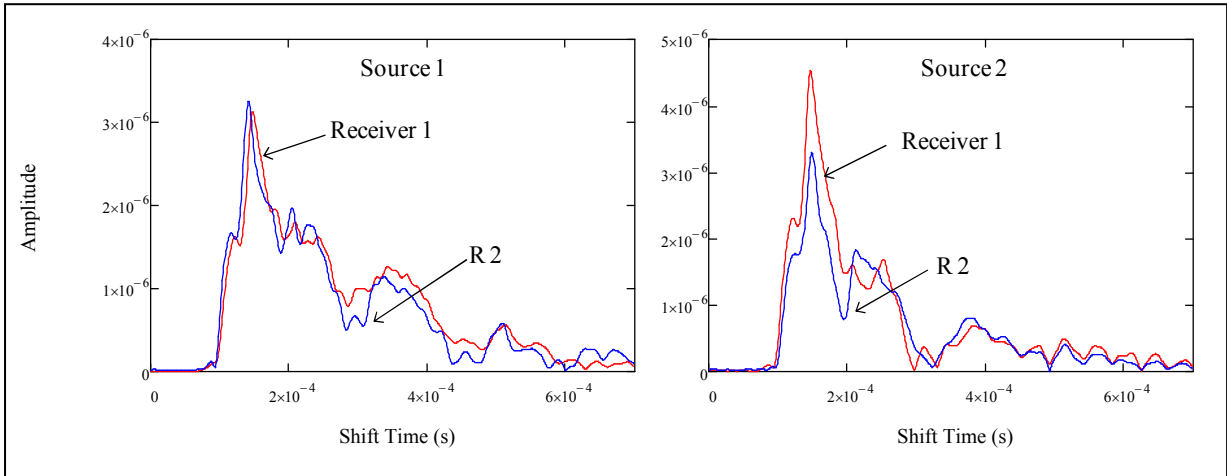 4×10⁻⁶
3×10⁻⁶
2×10⁻⁶
1×10⁻⁶
0
Amplitude
Source 1
Receiver 1
R 2
0
2×10⁻⁴
4×10⁻⁴
6×10⁻⁴
Shift Time (s)
5×10⁻⁶
4×10⁻⁶
3×10⁻⁶
2×10⁻⁶
1×10⁻⁶
0
Source 2
Receiver 1
R 2
0
2×10⁻⁴
4×10⁻⁴
6×10⁻⁴
Shift Time (s)